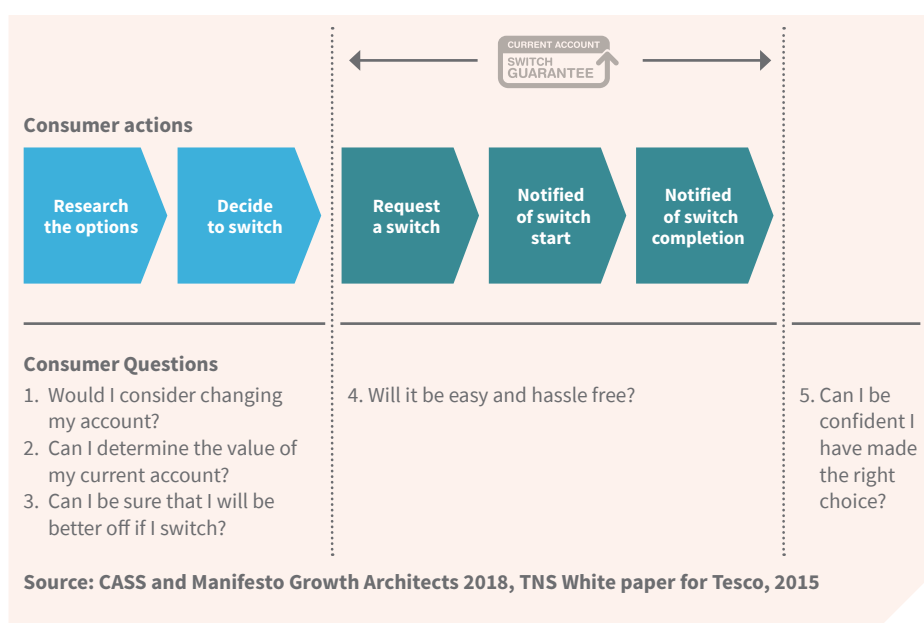 CURRENT ACCOUNT
SWITCH
GUARANTEE
Consumer actions
Research
the options
Decide
to switch
Request
a switch
Notified
of switch
start
Notified
of switch
completion
Consumer Questions
1. Would I consider changing
my account?
2. Can I determine the value of
my current account?
3. Can I be sure that I will be
better off if I switch?
4. Will it be easy and hassle free?
5. Can I be
confident I
have made
the right
choice?
Source: CASS and Manifesto Growth Architects 2018, TNS White paper for Tesco, 2015